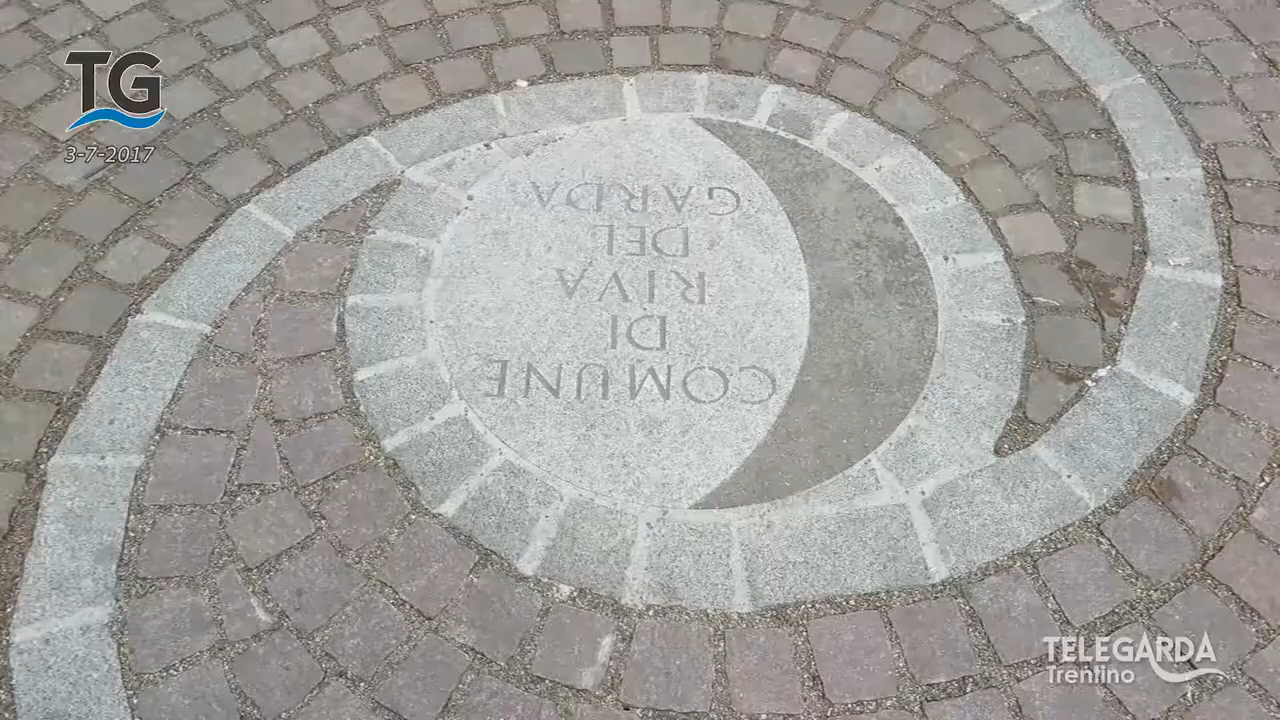 TG
3-7-2017
COMUNE
DI
RIVA
DEL
GARDA
TELEGARDA
Trentino